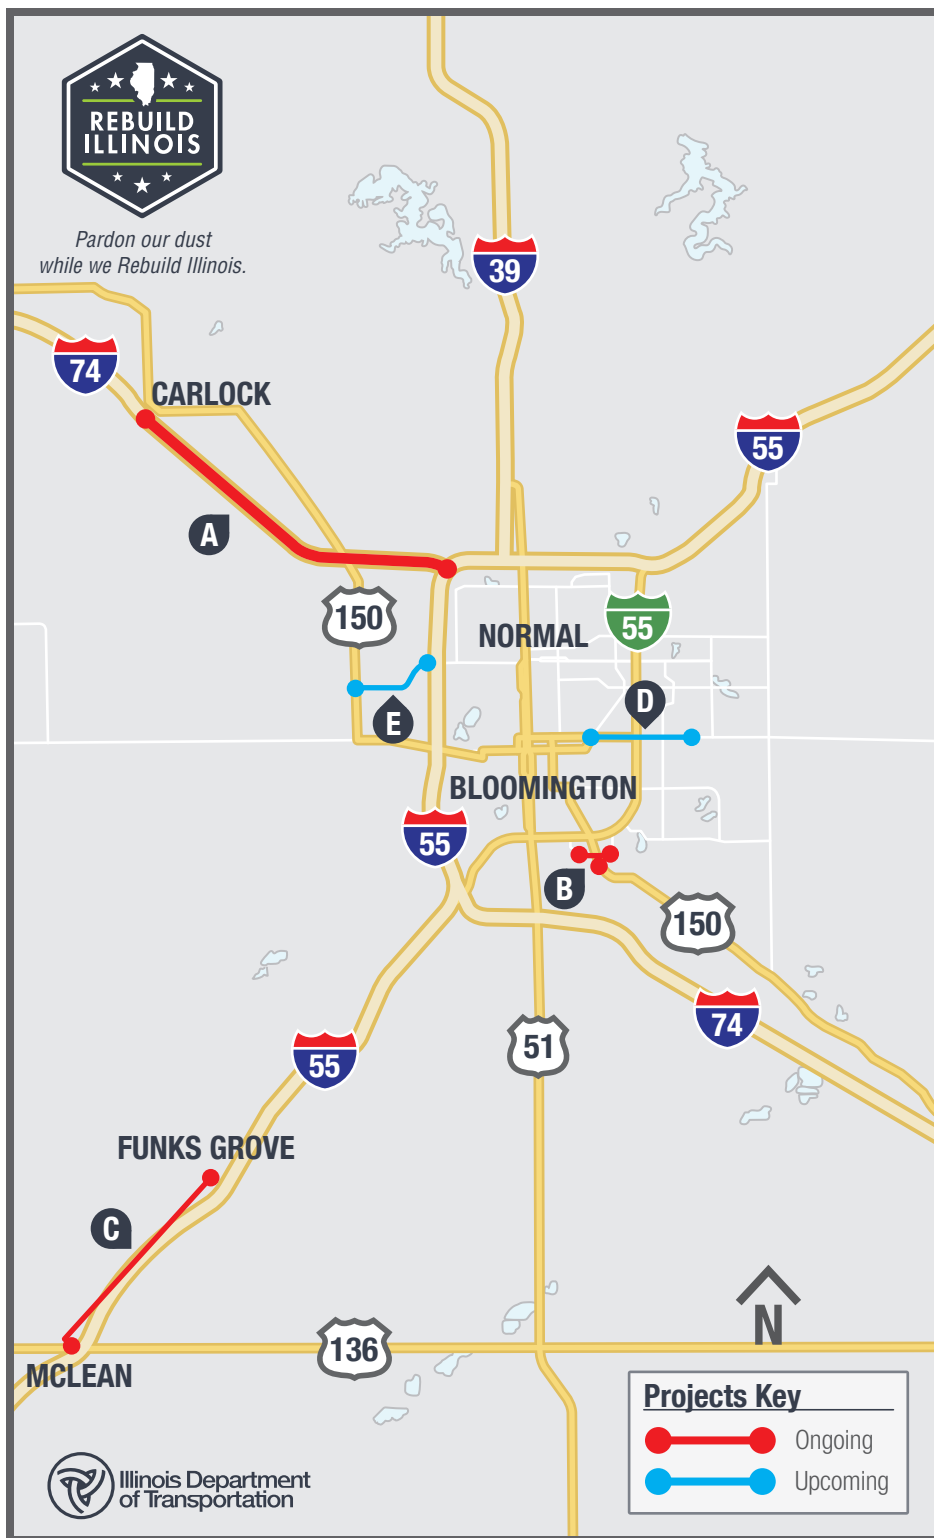 REBUILD
ILLINOIS
Pardon our dust
while we Rebuild Illinois.
39
74
CARLOCK
55
A
150
NORMAL
55
D
E
BLOOMINGTON
55
B
150
74
51
55
FUNKS GROVE
C
N
136
MCLEAN
Projects Key
Ongoing
Upcoming
Illinois Department
of Transportation